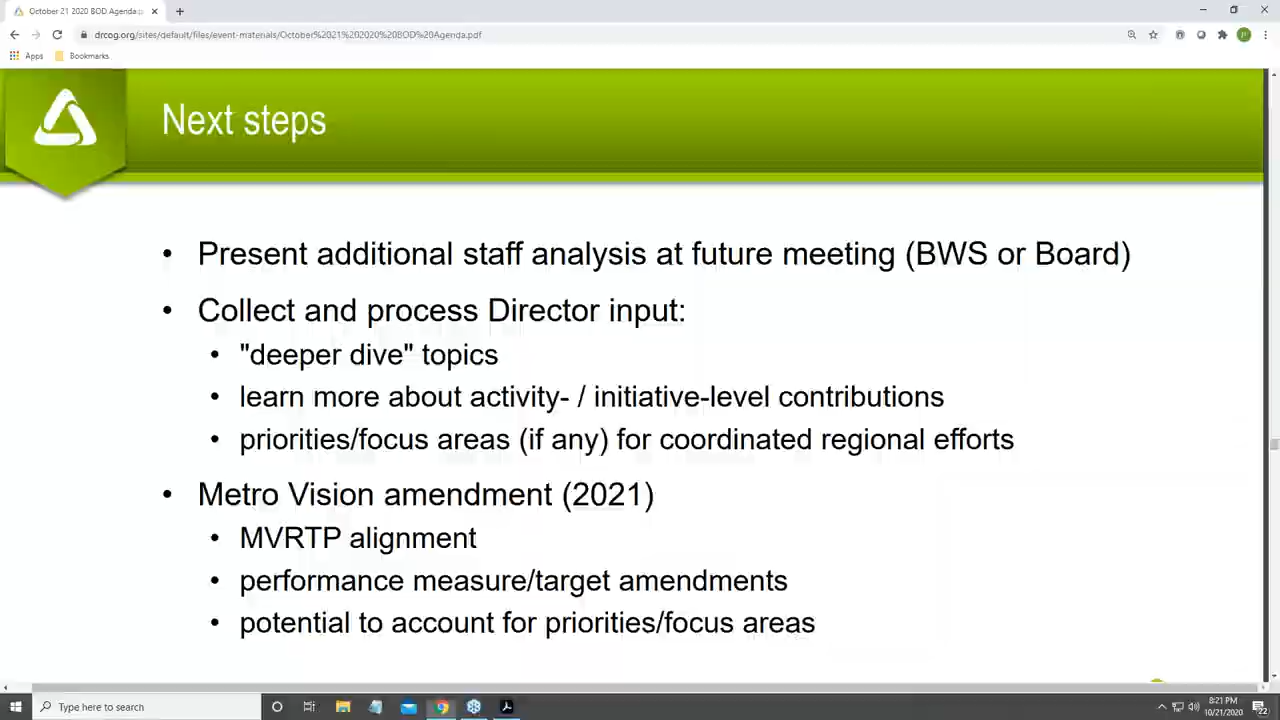 October 21 2020 BOD Agenda
drcog.org/sites/default/files/event-materials/October%2021%202020%20BOD%20Agenda.pdf
Apps
Bookmarks
Next steps
• Present additional staff analysis at future meeting (BWS or Board)
• Collect and process Director input:
• "deeper dive" topics
• learn more about activity- / initiative-level contributions
• priorities/focus areas (if any) for coordinated regional efforts
• Metro Vision amendment (2021)
• MVRTP alignment
• performance measure/target amendments
• potential to account for priorities/focus areas
Type here to search
8:21 PM
10/21/2020
22